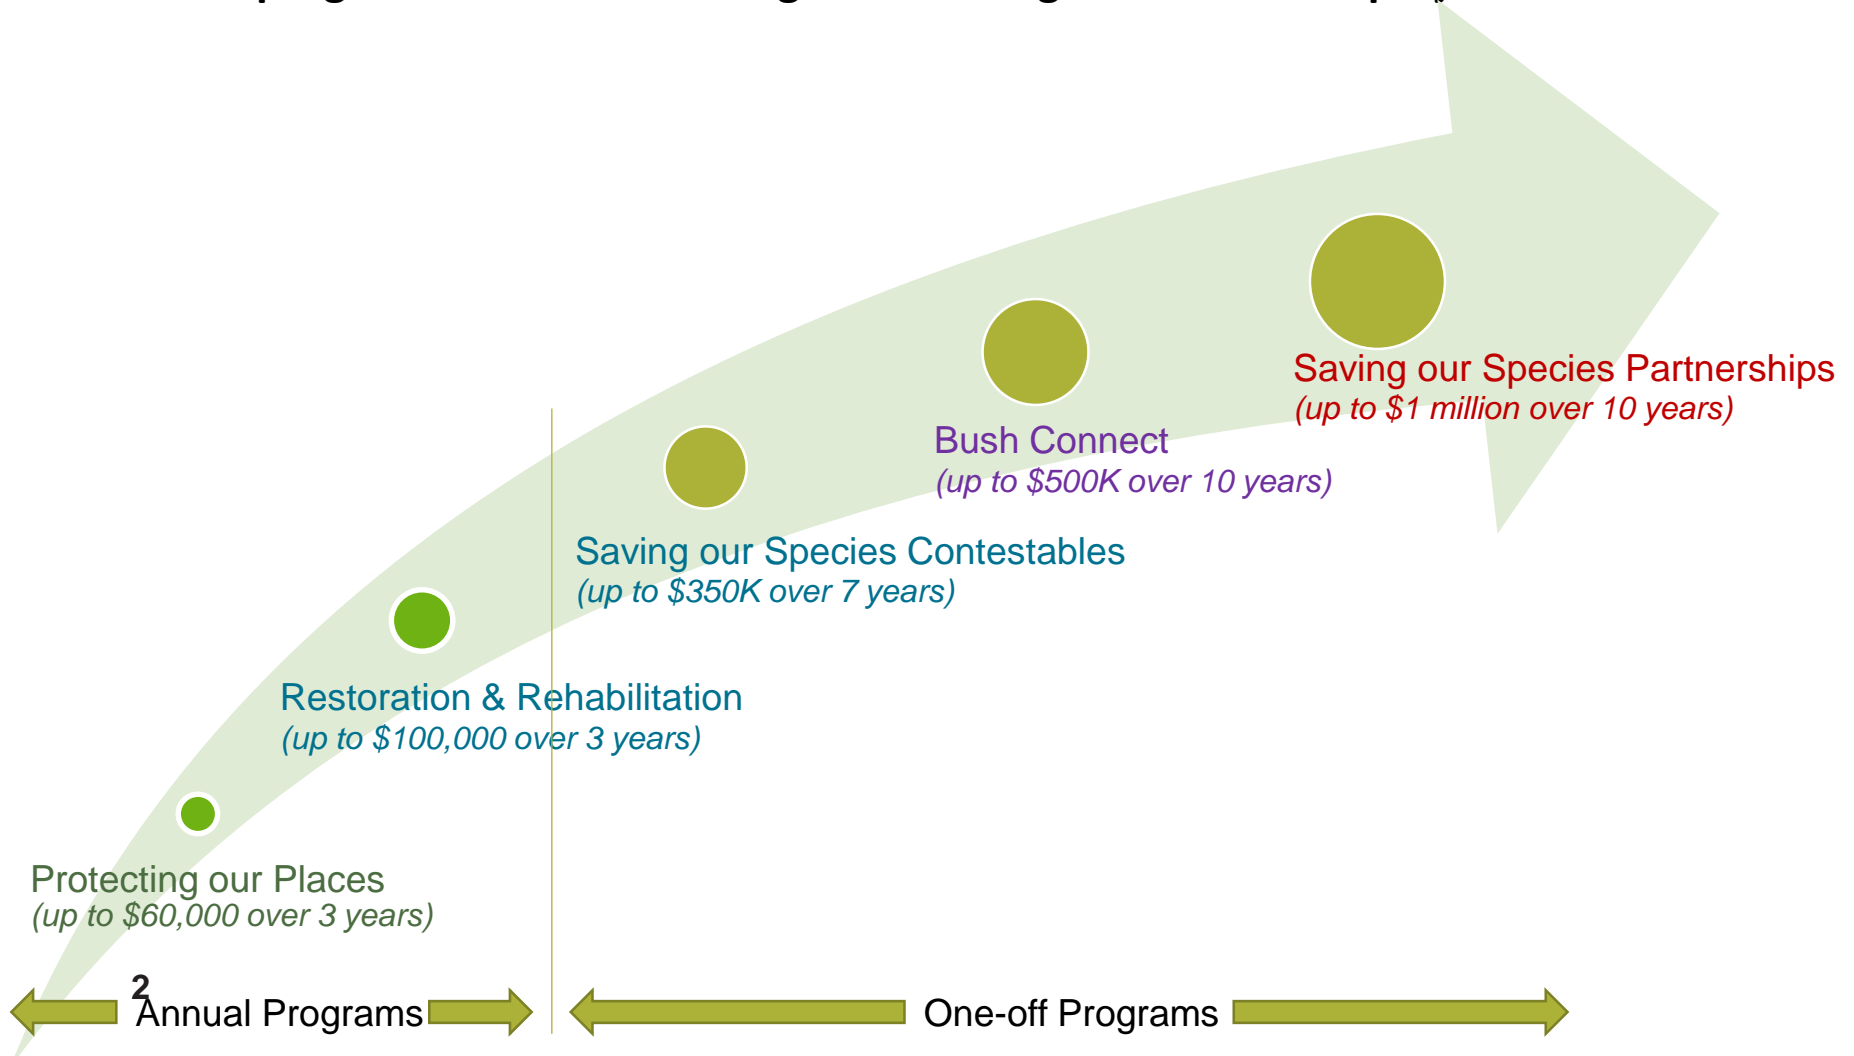 Saving our Species Partnerships
(up to $1 million over 10 years)
Bush Connect
(up to $500K over 10 years)
Saving our Species Contestables
(up to $350K over 7 years)
Restoration & Rehabilitation
(up to $100,000 over 3 years)
Protecting our Places
(up to $60,000 over 3 years)
2
Annual Programs
One-off Programs